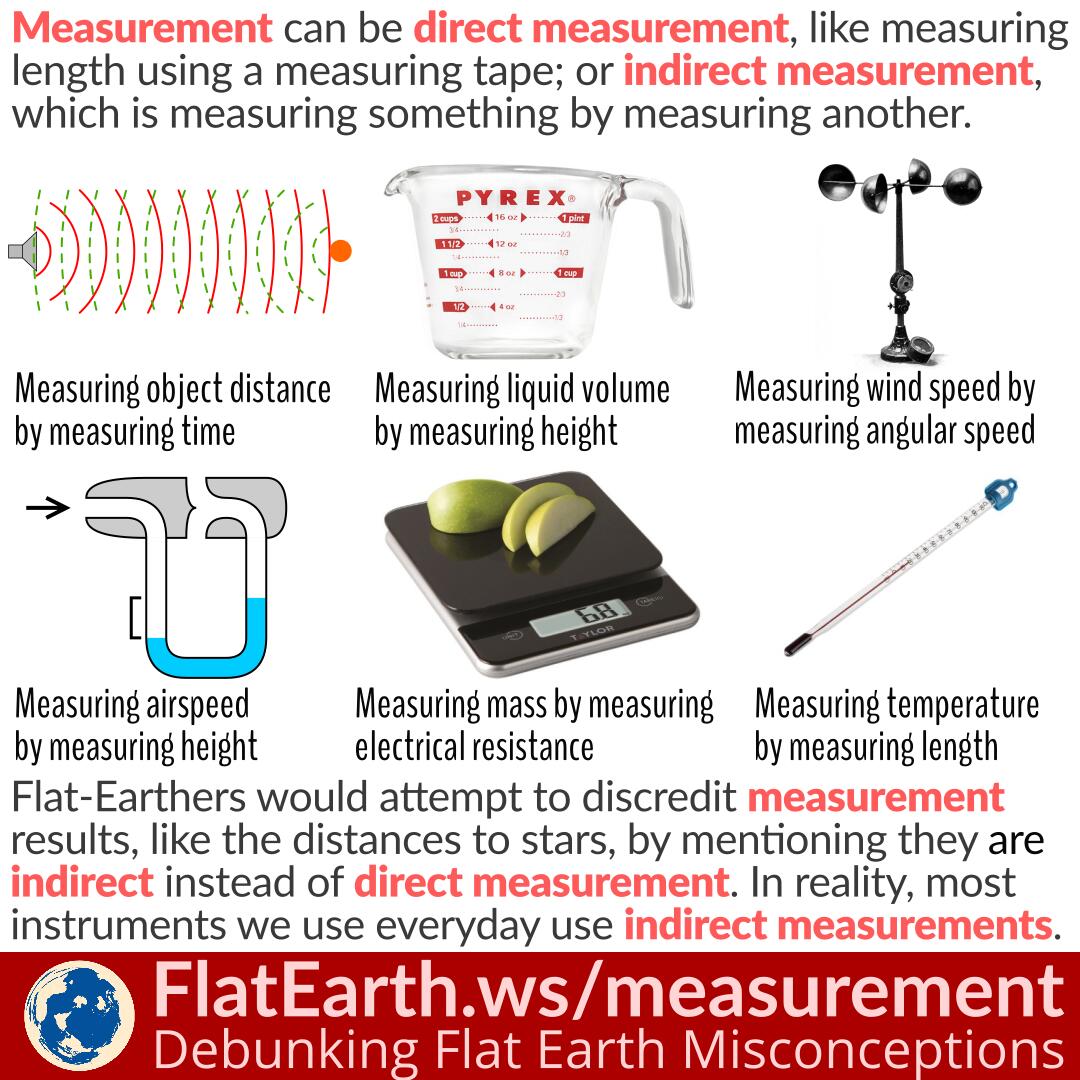 Measurement can be direct measurement, like measuring
length using a measuring tape; or indirect measurement,
which is measuring something by measuring another.
PYREX®
2 cups 16 oz 1 pint
3/4 2/3
1 1/2 12 oz
1/4 1/3
1 cup 8 oz 1 cup
3/4 2/3
1/2 4 oz
1/4 1/3
Measuring object distance
by measuring time
Measuring liquid volume
by measuring height
Measuring wind speed by
measuring angular speed
6.8
UNIT
TAYLOR
Measuring airspeed
by measuring height
Measuring mass by measuring
electrical resistance
Measuring temperature
by measuring length
Flat-Earthers would attempt to discredit measurement
results, like the distances to stars, by mentioning they are
indirect instead of direct measurement. In reality, most
instruments we use everyday use indirect measurements.
FlatEarth.ws/measurement
Debunking Flat Earth Misconceptions